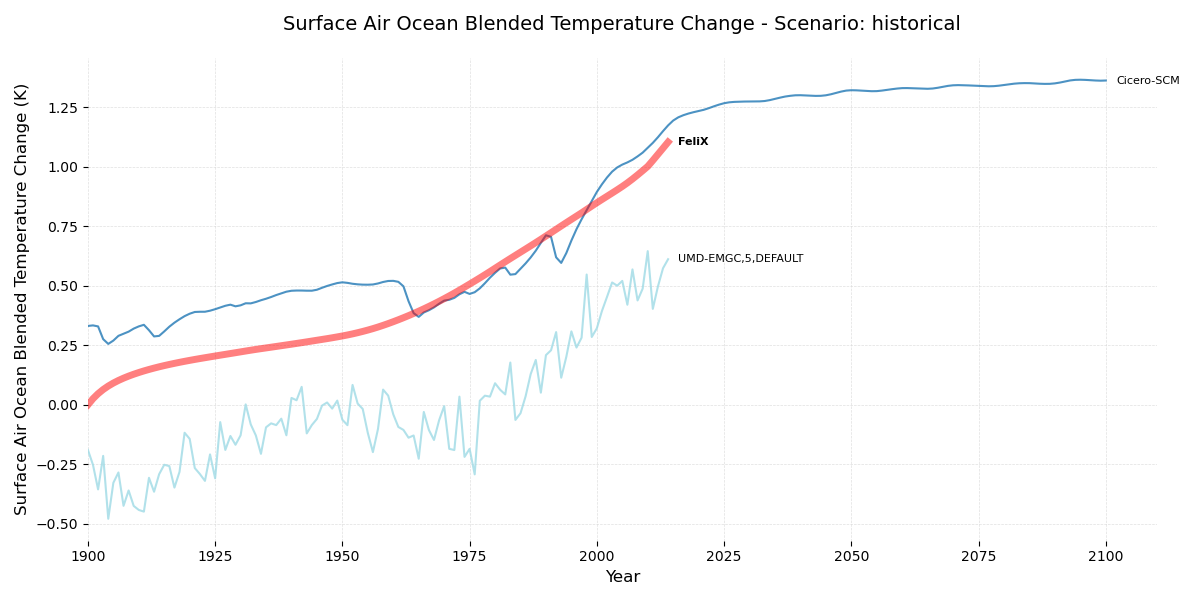 Surface Air Ocean Blended Temperature Change - Scenario: historical
Surface Air Ocean Blended Temperature Change (K)
1.25
1.00
0.75
0.50
0.25
0.00
−0.25
−0.50
Cicero-SCM
FeliX
UMD-EMGC,5,DEFAULT
1900 1925 1950 1975 2000 2025 2050 2075 2100
Year